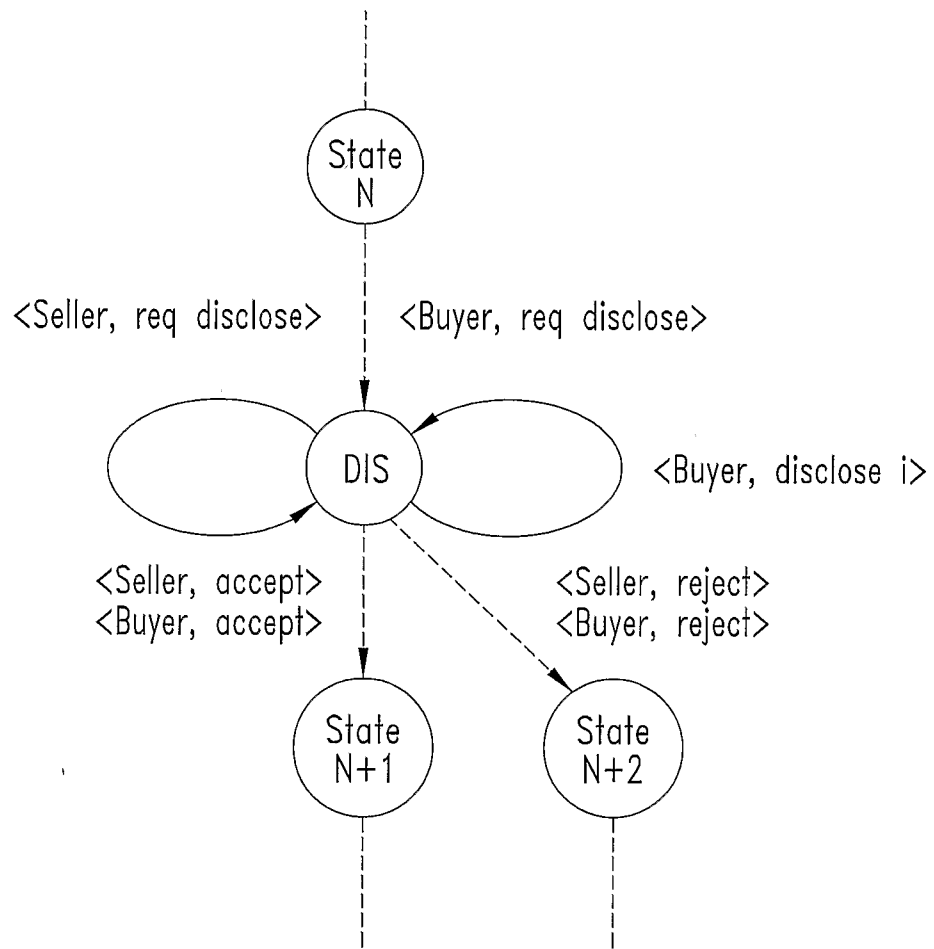 State
N
<Seller, req disclose>
<Buyer, req disclose>
DIS
<Buyer, disclose i>
<Seller, accept>
<Buyer, accept>
<Seller, reject>
<Buyer, reject>
State
N+1
State
N+2